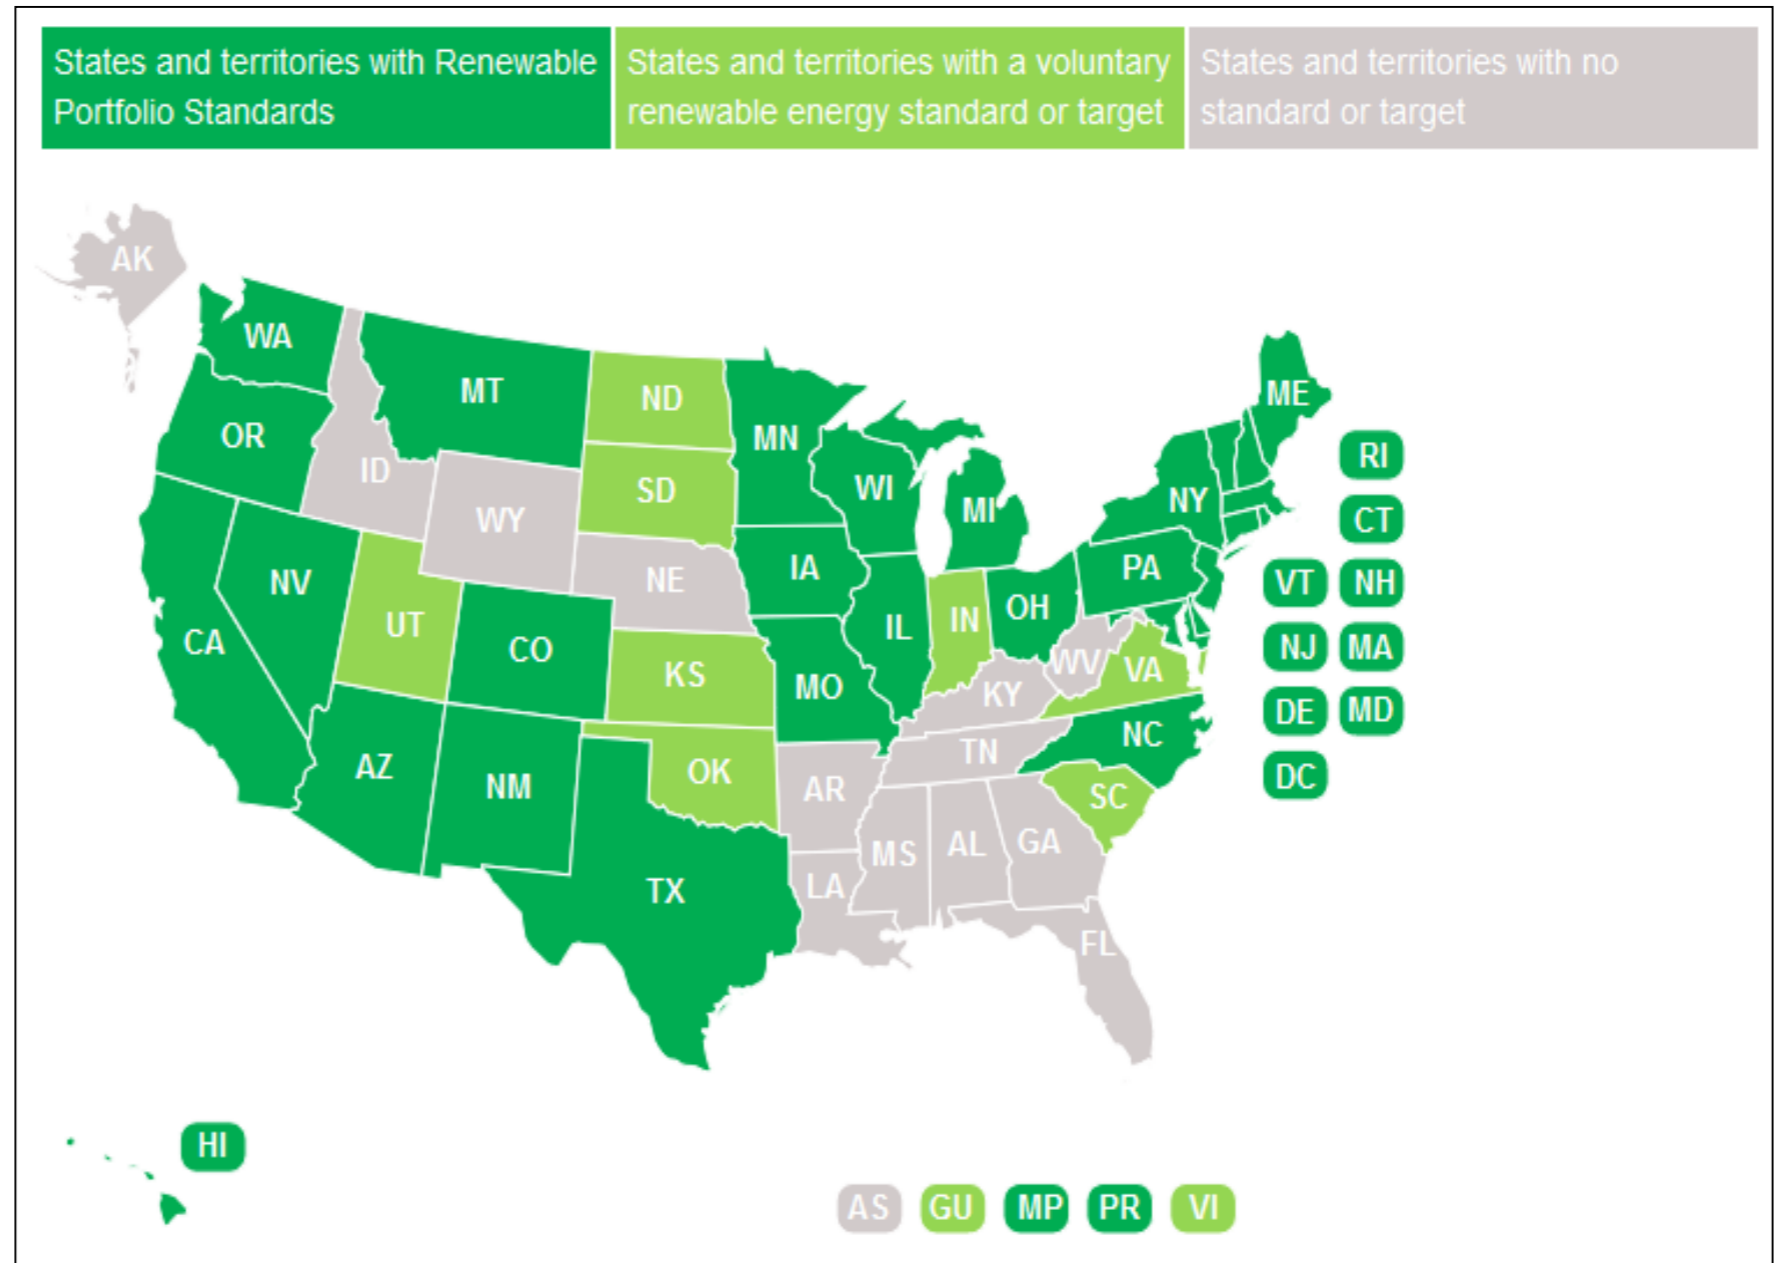 States and territories with Renewable
Portfolio Standards
States and territories with a voluntary
renewable energy standard or target
States and territories with no
standard or target
AK
WA
MT
ND
MN
ME
OR
ID
SD
WI
MI
NY
RI
WY
CT
NV
NE
IA
PA
VT
NH
CA
UT
CO
IL
IN
OH
NJ
MA
KS
MO
KY
WV
VA
DE
MD
AZ
NM
OK
AR
TN
NC
DC
SC
TX
LA
MS
AL
GA
FL
HI
AS
GU
MP
PR
VI